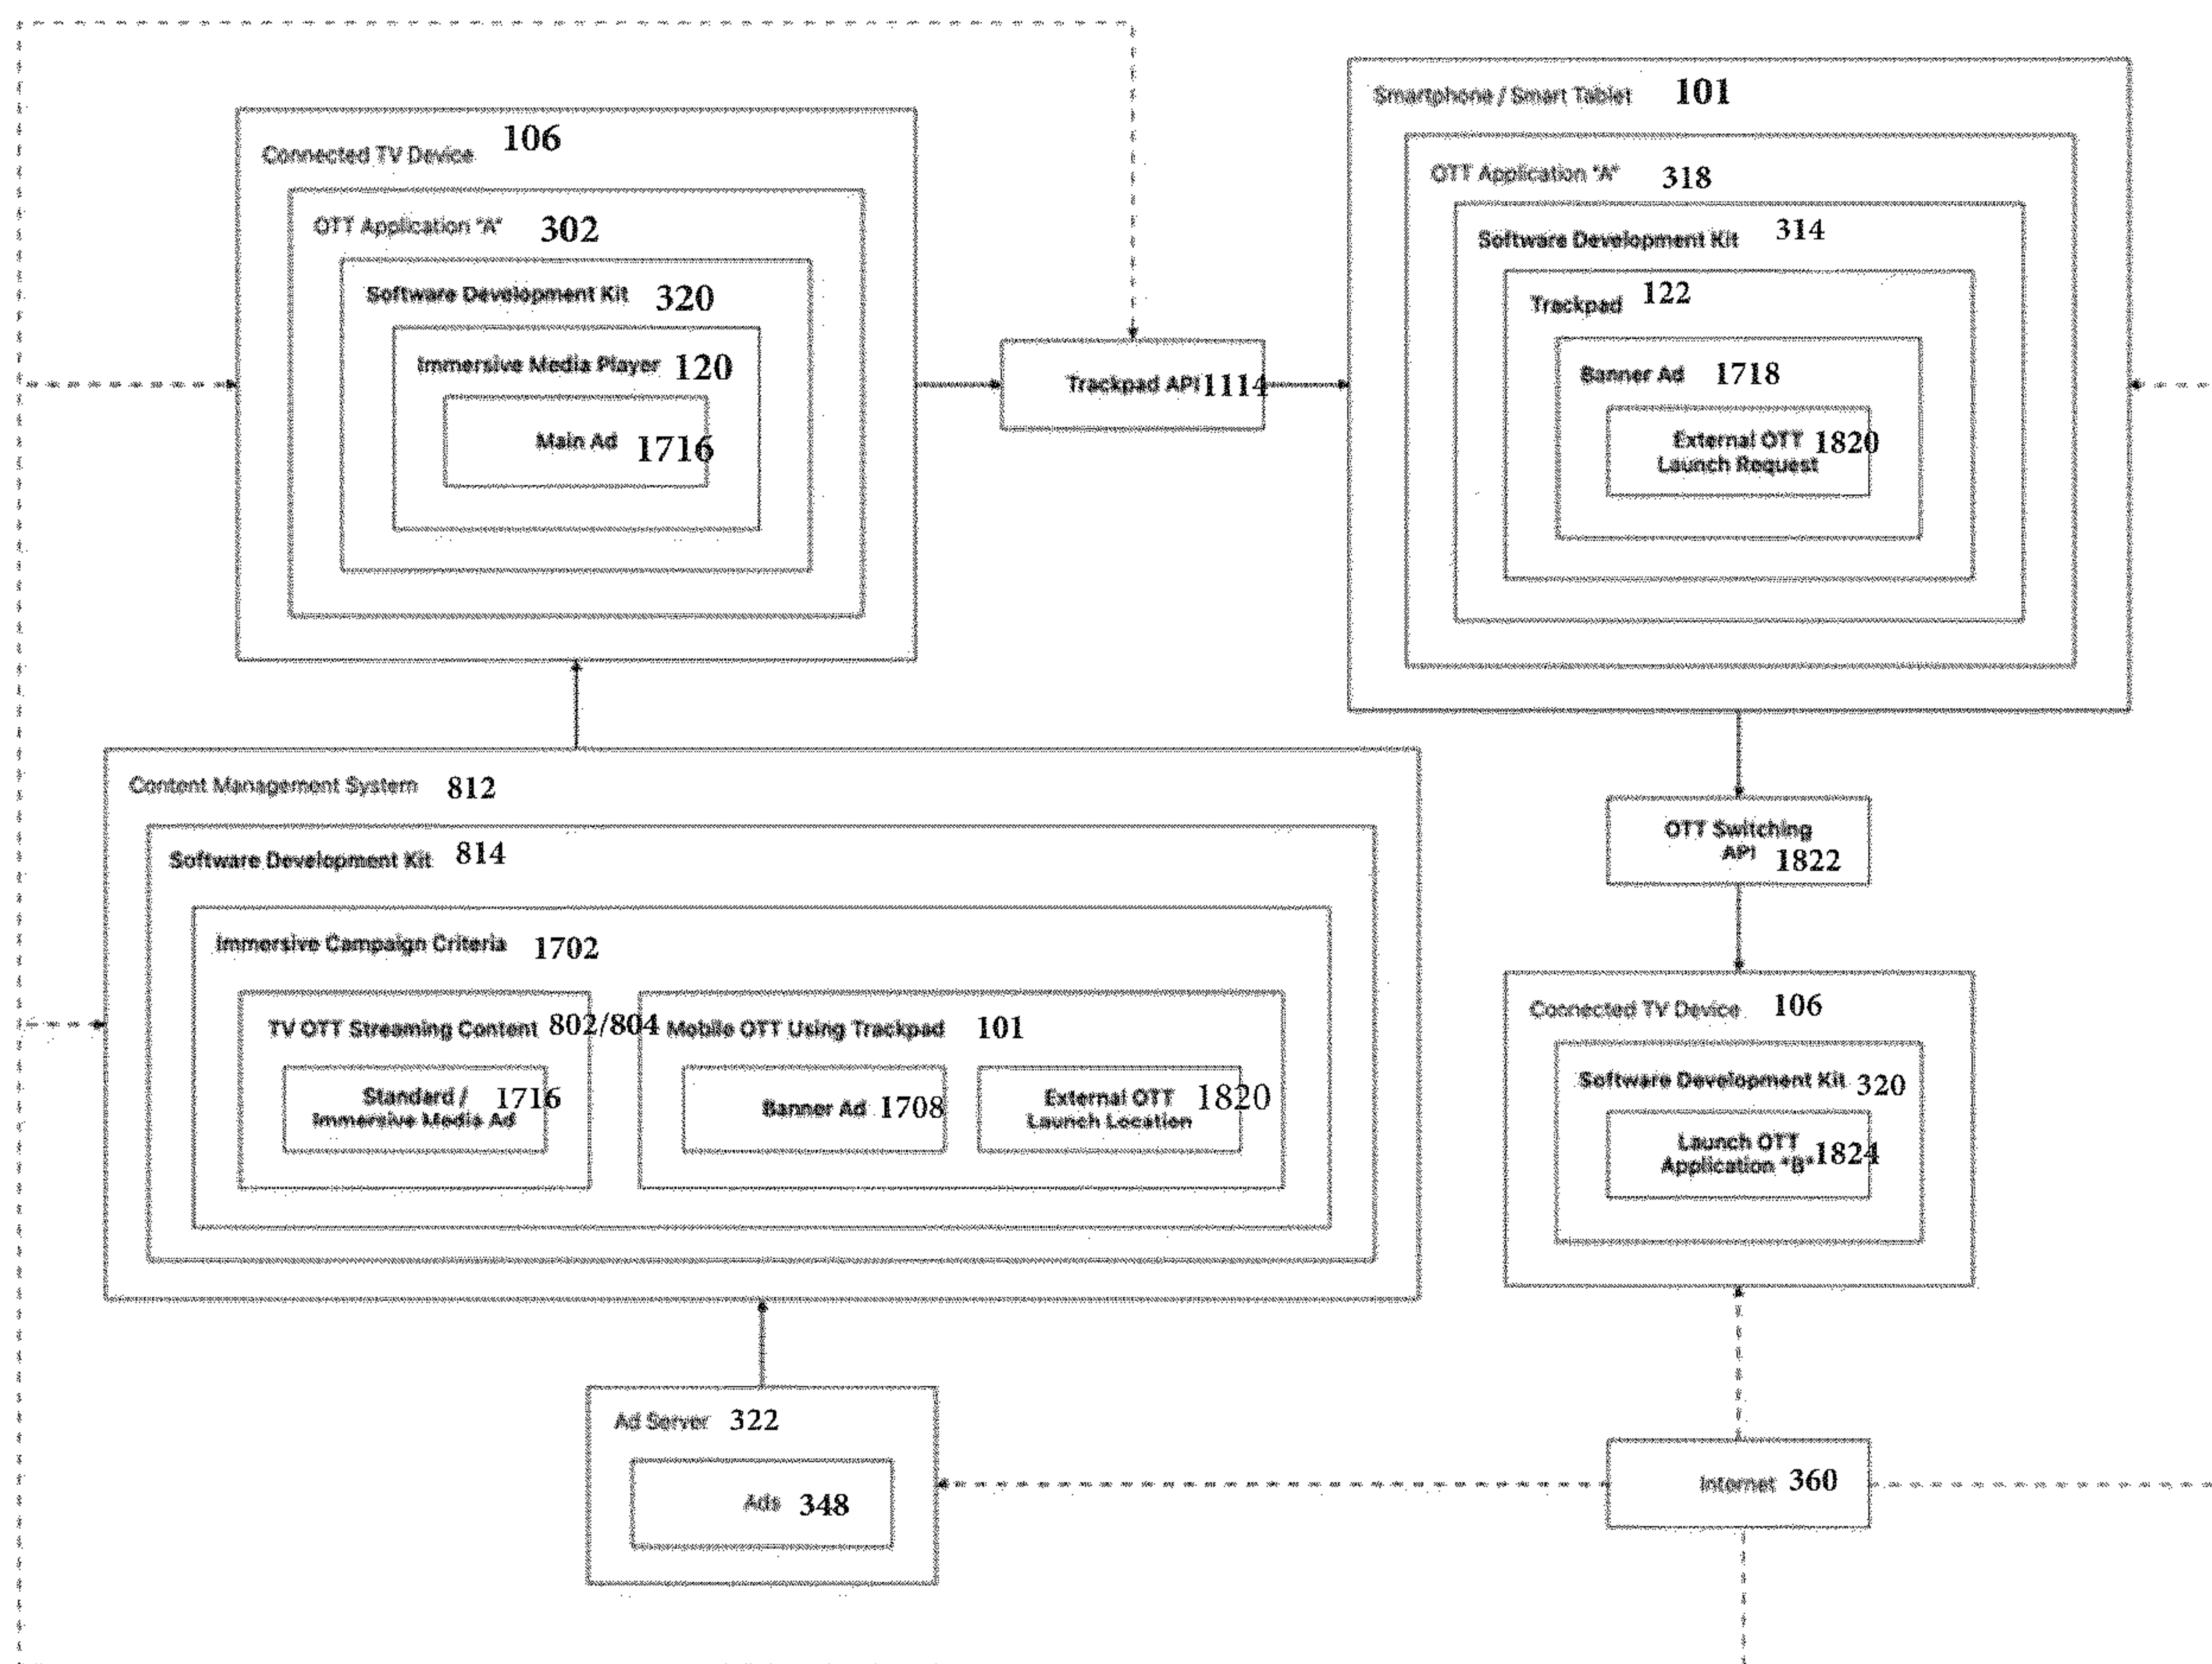 Connected TV Device 106
OTT Application "A" 302
Software Development Kit 320
Immersive Media Player 120
Main Ad 1716
Trackpad API 1114
Smartphone / Smart Tablet 101
OTT Application "A" 318
Software Development Kit 314
Trackpad 122
Banner Ad 1718
External OTT 1820
Launch Request
Content Management System 812
Software Development Kit 814
Immersive Campaign Criteria 1702
TV OTT Streaming Content 802/804
Standard / 1716
Immersive Media Ad
Mobile OTT Using Trackpad 101
Banner Ad 1708
External OTT 1820
Launch Location
OTT Switching
API 1822
Connected TV Device 106
Software Development Kit 320
Launch OTT
Application "B" 1824
Ad Server 322
Ads 348
Internet 360